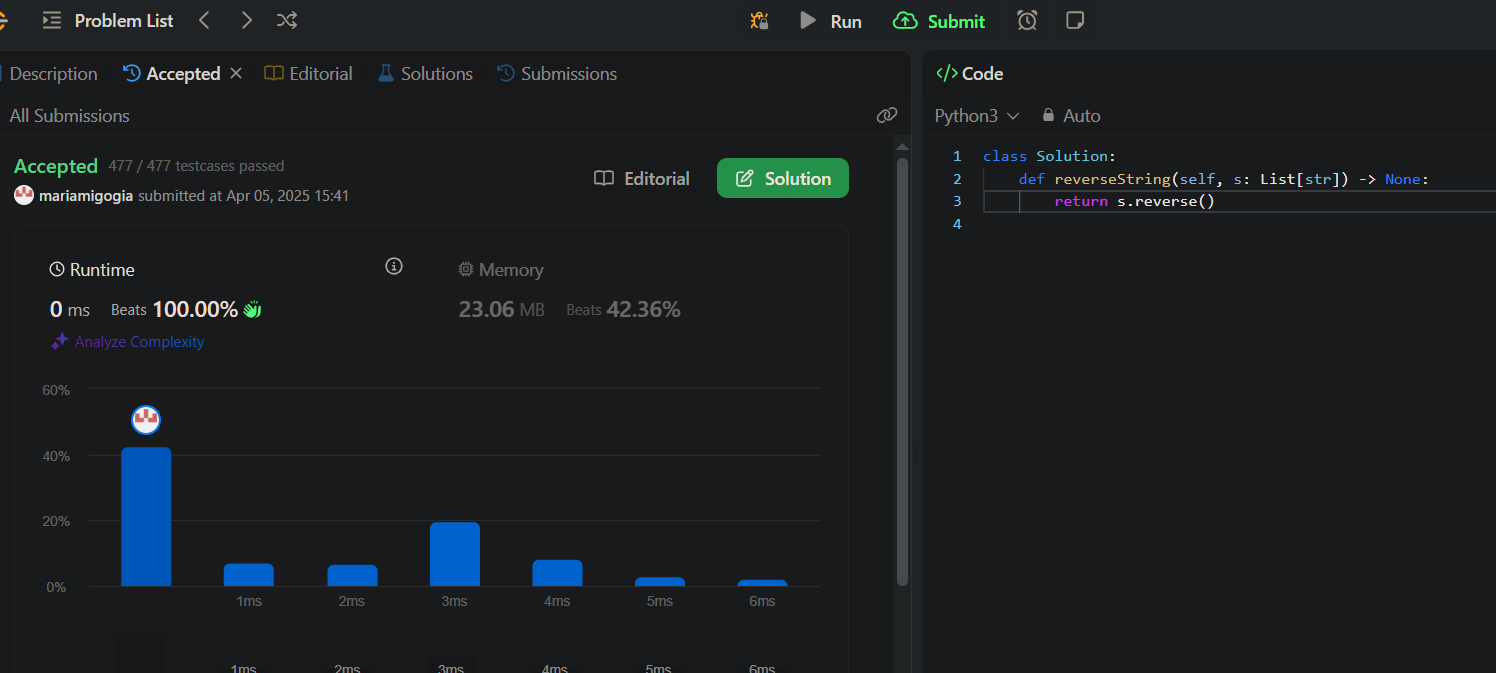 Problem List Run Submit
Description Accepted Editorial Solutions Submissions
All Submissions
Accepted 477 / 477 testcases passed
mariamigogia submitted at Apr 05, 2025 15:41
Editorial Solution
Runtime
0 ms Beats 100.00%
Analyze Complexity
Memory
23.06 MB Beats 42.36%
60%
40%
20%
0%
1ms 2ms 3ms 4ms 5ms 6ms
1ms 2ms 3ms 4ms 5ms 6ms
</> Code
Python3 Auto
1 class Solution:
2 def reverseString(self, s: List[str]) -> None:
3 return s.reverse()
4